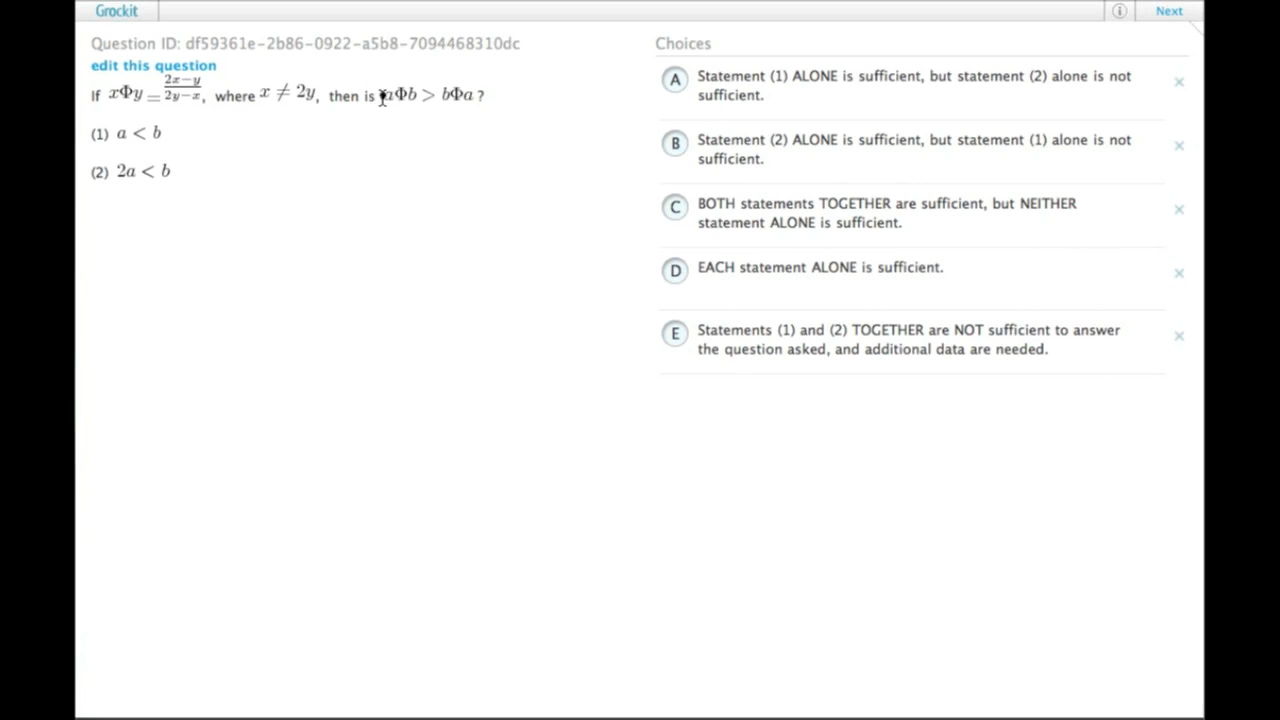 Grockit
Next
Question ID: df59361e-2b86-0922-a5b8-7094468310dc
edit this question
If xΦy = \frac{2x-y}{2y-x}, where x ≠ 2y, then is aΦb > bΦa ?
(1) a < b
(2) 2a < b
Choices
A Statement (1) ALONE is sufficient, but statement (2) alone is not
sufficient.
B Statement (2) ALONE is sufficient, but statement (1) alone is not
sufficient.
C BOTH statements TOGETHER are sufficient, but NEITHER
statement ALONE is sufficient.
D EACH statement ALONE is sufficient.
E Statements (1) and (2) TOGETHER are NOT sufficient to answer
the question asked, and additional data are needed.